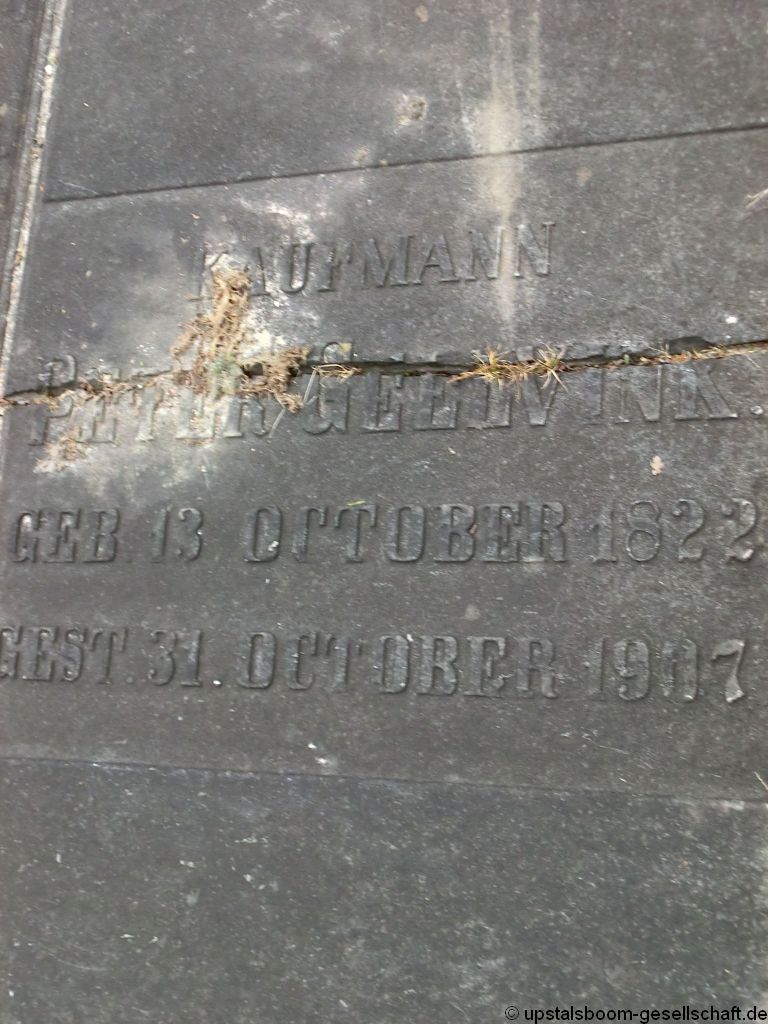 KAUFMANN
PETER GEELVINK.
GEB. 13 OCTOBER 1822
GEST. 31. OCTOBER 1907
© upstalsboom-gesellschaft.de